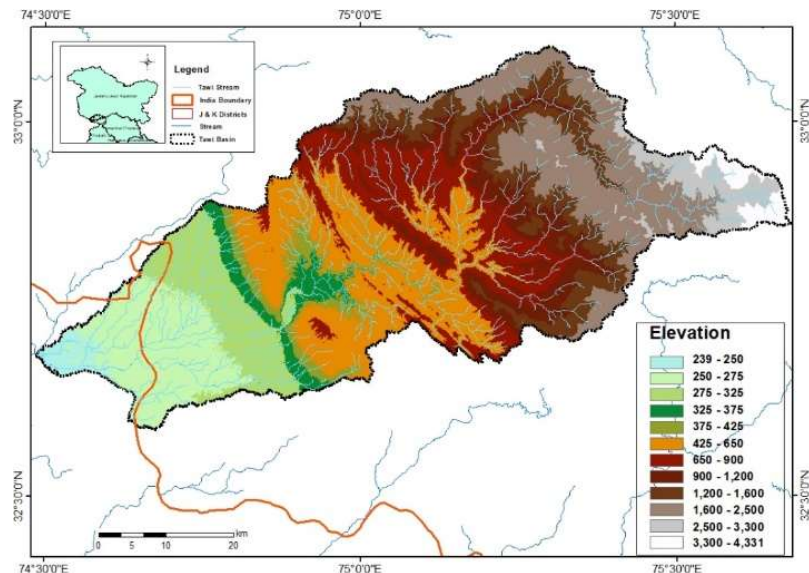 74°30'0"E 75°0'0"E 75°30'0"E
Legend
Tawi Stream
India Boundary
J & K Districts
Stream
Tawi Basin
33°0'0"N
33°0'0"N
32°30'0"N
32°30'0"N
Elevation
239 - 250
250 - 275
275 - 325
325 - 375
375 - 425
425 - 650
650 - 900
900 - 1,200
1,200 - 1,600
1,600 - 2,500
2,500 - 3,300
3,300 - 4,331
0 5 10 20
km
74°30'0"E 75°0'0"E 75°30'0"E